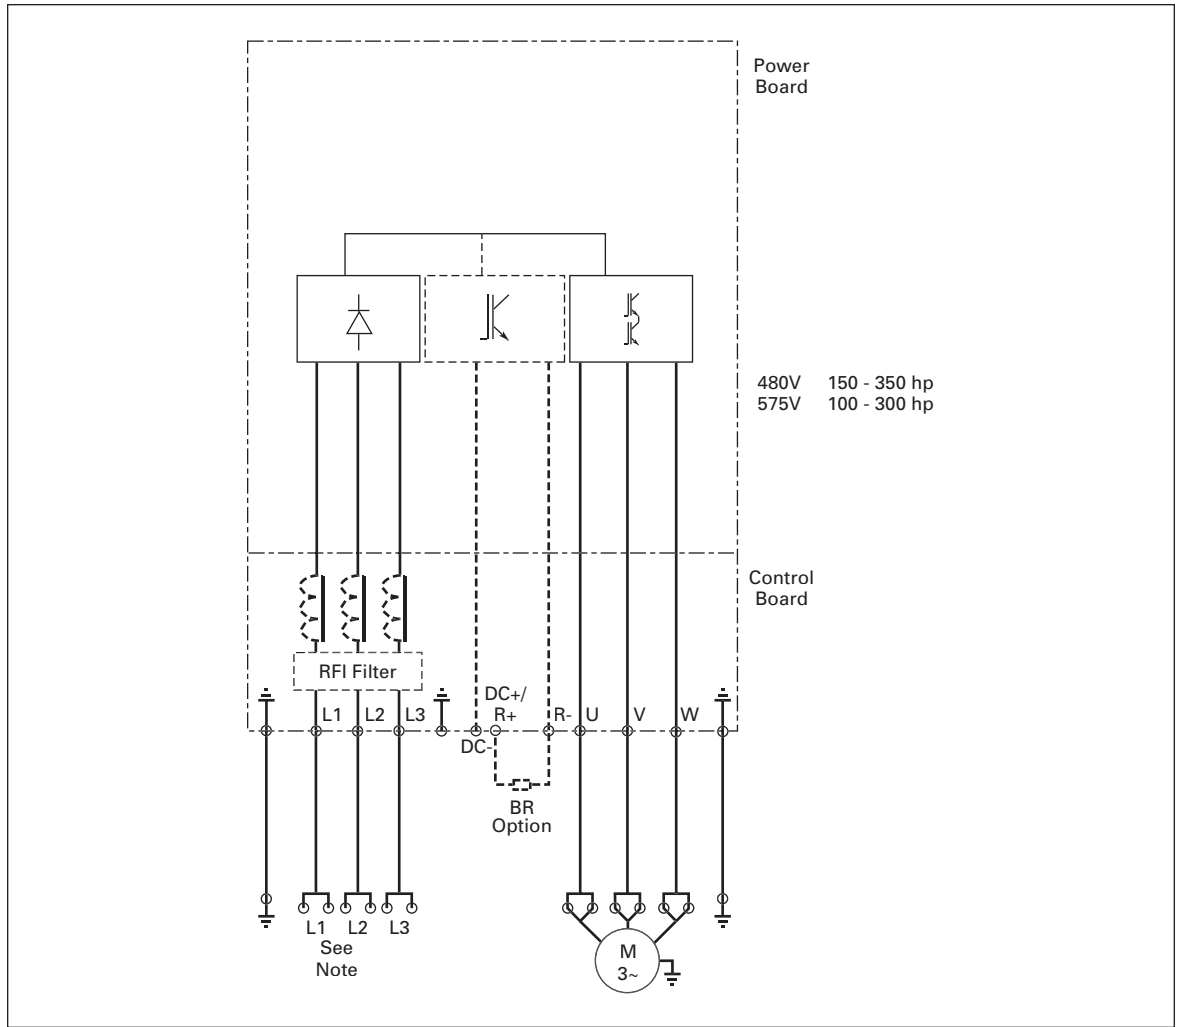 Power
Board
480V 150 - 350 hp
575V 100 - 300 hp
Control
Board
RFI Filter
L1 L2 L3
DC+/
R+
R- U V W
DC-
BR
Option
L1 L2 L3
See
Note
M
3~